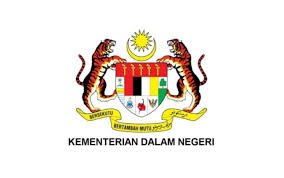 BERSEKUTU
BERTAMBAH MUTU
KEMENTERIAN DALAM NEGERI